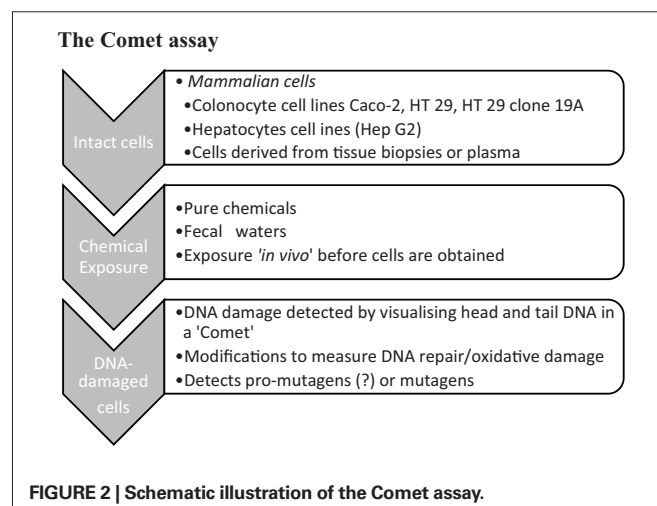 The Comet assay
Intact cells
• Mammalian cells
•Colonocyte cell lines Caco-2, HT 29, HT 29 clone 19A
•Hepatocytes cell ines (Hep G2)
•Cells derived from tissue biopsies or plasma
Chemical
Exposure
•Pure chemicals
•Fecal waters
•Exposure 'in vivo' before cells are obtained
DNA-
damaged
cells
•DNA damage detected by visualising head and tail DNA in
a 'Comet'
•Modifications to measure DNA repair/oxidative damage
•Detects pro-mutagens (?) or mutagens
FIGURE 2 | Schematic illustration of the Comet assay.